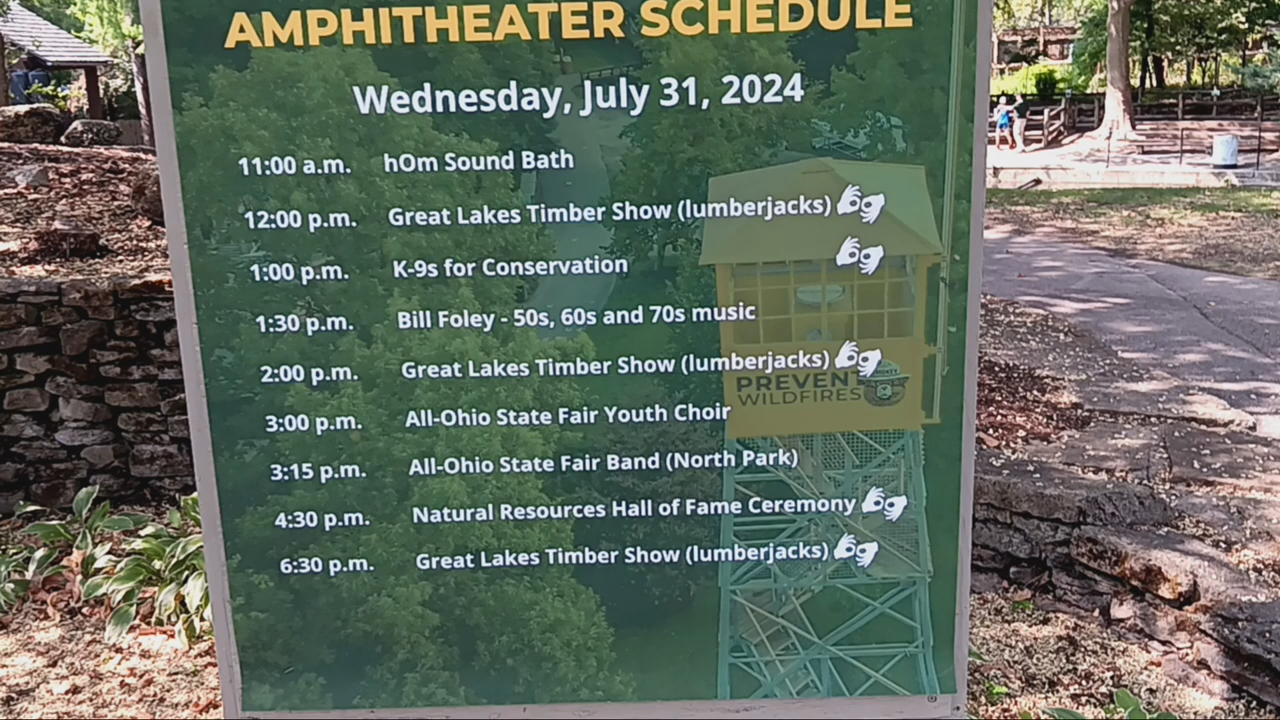 AMPHITHEATER SCHEDULE
Wednesday, July 31, 2024
11:00 a.m. hOm Sound Bath
12:00 p.m. Great Lakes Timber Show (lumberjacks)
1:00 p.m. K-9s for Conservation
1:30 p.m. Bill Foley - 50s, 60s and 70s music
2:00 p.m. Great Lakes Timber Show (lumberjacks)
PREVENT
WILDFIRES
SMOKEY
3:00 p.m. All-Ohio State Fair Youth Choir
3:15 p.m. All-Ohio State Fair Band (North Park)
4:30 p.m. Natural Resources Hall of Fame Ceremony
6:30 p.m. Great Lakes Timber Show (lumberjacks)